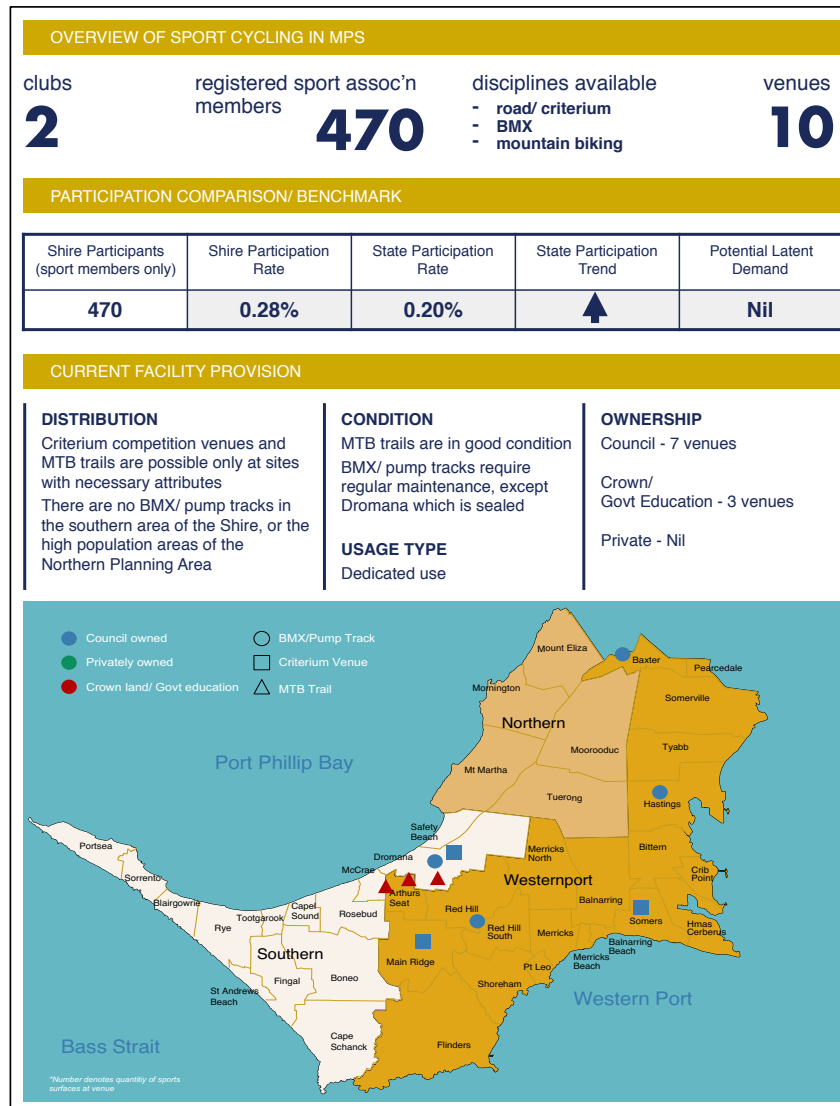 OVERVIEW OF SPORT CYCLING IN MPS
clubs
2
registered sport assoc'n
members
470
disciplines available
- road/ criterium
- BMX
- mountain biking
venues
10
PARTICIPATION COMPARISON/ BENCHMARK
Shire Participants
(sport members only)
Shire Participation
Rate
State Participation
Rate
State Participation
Trend
Potential Latent
Demand
470
0.28%
0.20%
Nil
CURRENT FACILITY PROVISION
DISTRIBUTION
Criterium competition venues and
MTB trails are possible only at sites
with necessary attributes
There are no BMX/ pump tracks in
the southern area of the Shire, or the
high population areas of the
Northern Planning Area
CONDITION
MTB trails are in good condition
BMX/ pump tracks require
regular maintenance, except
Dromana which is sealed
USAGE TYPE
Dedicated use
OWNERSHIP
Council - 7 venues
Crown/
Govt Education - 3 venues
Private - Nil
Council owned
Privately owned
Crown land/ Govt education
BMX/Pump Track
Criterium Venue
MTB Trail
Mount Eliza
Baxter
Pearcedale
Mornington
Somerville
Northern
Moorooduc
Tyabb
Port Phillip Bay
Mt Martha
Tuerong
Hastings
Portsea
Safety
Beach
Merricks
North
Bittern
Dromana
McCrae
Sorrento
Arthurs
Seat
Westernport
Crib
Point
Blairgowrie
Capel
Sound
Rosebud
Red Hill
Balnarring
Tootgarook
Rye
Red Hill
South
Merricks
Somers
Hmas
Cerberus
Balnarring
Beach
Southern
Main Ridge
Merricks
Beach
Pt Leo
Fingal
Boneo
Shoreham
St Andrews
Beach
Western Port
Cape
Schanck
Flinders
Bass Strait
*Number denotes quantity of sports
surfaces at venue